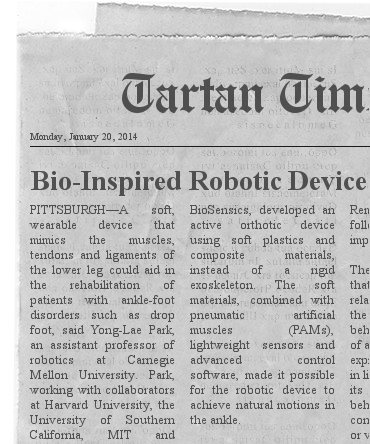 Tartan Tim
Monday, January 20, 2014
Bio-Inspired Robotic Device
PITTSBURGH—A soft,
wearable device that
mimics the muscles,
tendons and ligaments of
the lower leg could aid in
the rehabilitation of
patients with ankle-foot
disorders such as drop
foot, said Yong-Lae Park,
an assistant professor of
robotics at Carnegie
Mellon University. Park,
working with collaborators
at Harvard University, the
University of Southern
California, MIT and
BioSensics, developed an
active orthotic device
using soft plastics and
composite materials,
instead of a rigid
exoskeleton. The soft
materials, combined with
pneumatic artificial
muscles (PAMs),
lightweight sensors and
advanced control
software, made it possible
for the robotic device to
achieve natural motions in
the ankle.
Ren
foll
imp
The
that
rela
the
beh
of a
exp
in li
its
beh
con
or v